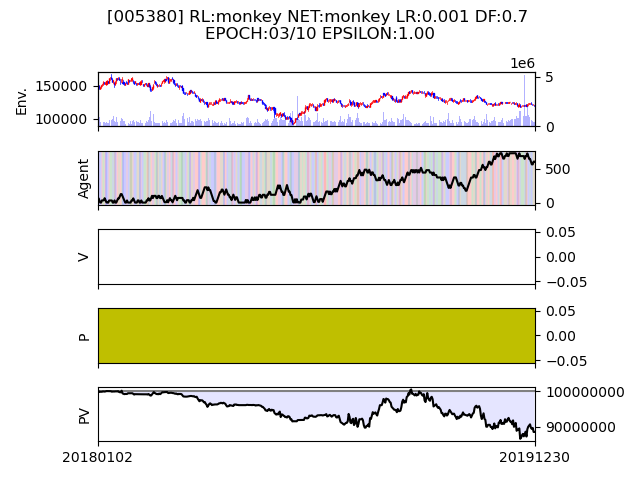 [005380] RL:monkey NET:monkey LR:0.001 DF:0.7
EPOCH:03/10 EPSILON:1.00
1e6
Env.
150000
100000
5
0
Agent
500
0
V
0.05
0.00
−0.05
P
0.05
0.00
−0.05
PV
100000000
90000000
20180102
20191230